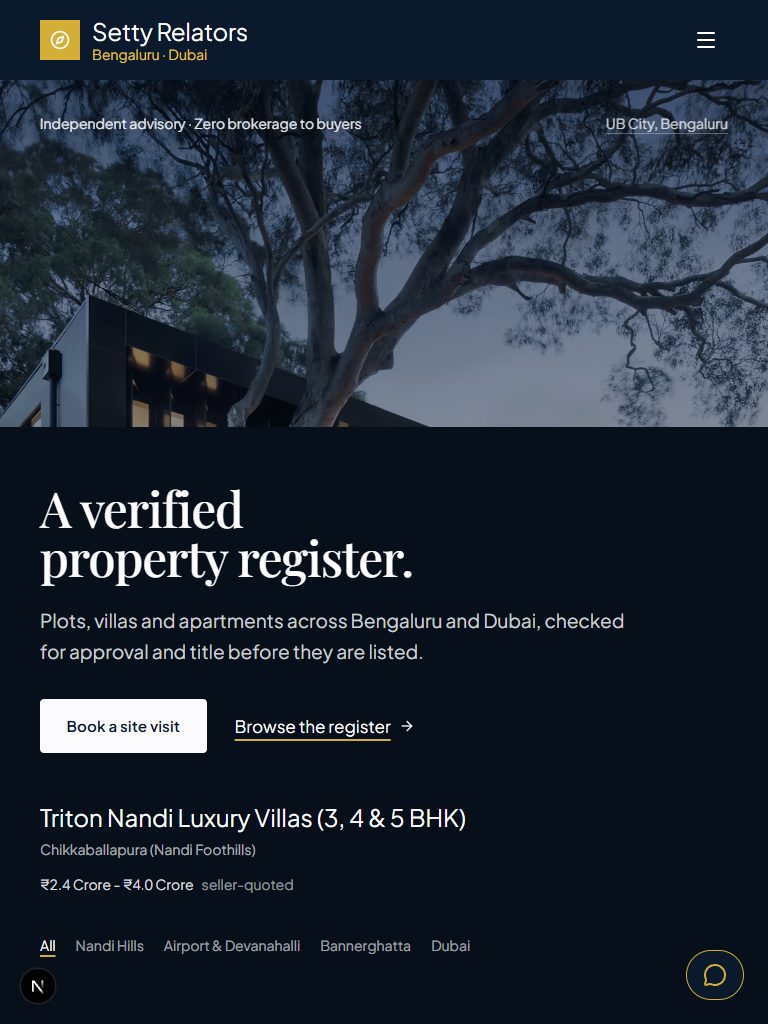 Setty Relators
Bengaluru · Dubai
Independent advisory · Zero brokerage to buyers
UB City, Bengaluru
A verified
property register.
Plots, villas and apartments across Bengaluru and Dubai, checked
for approval and title before they are listed.
Book a site visit
Browse the register →
Triton Nandi Luxury Villas (3, 4 & 5 BHK)
Chikkaballapura (Nandi Foothills)
₹2.4 Crore - ₹4.0 Crore seller-quoted
All Nandi Hills Airport & Devanahalli Bannerghatta Dubai
N